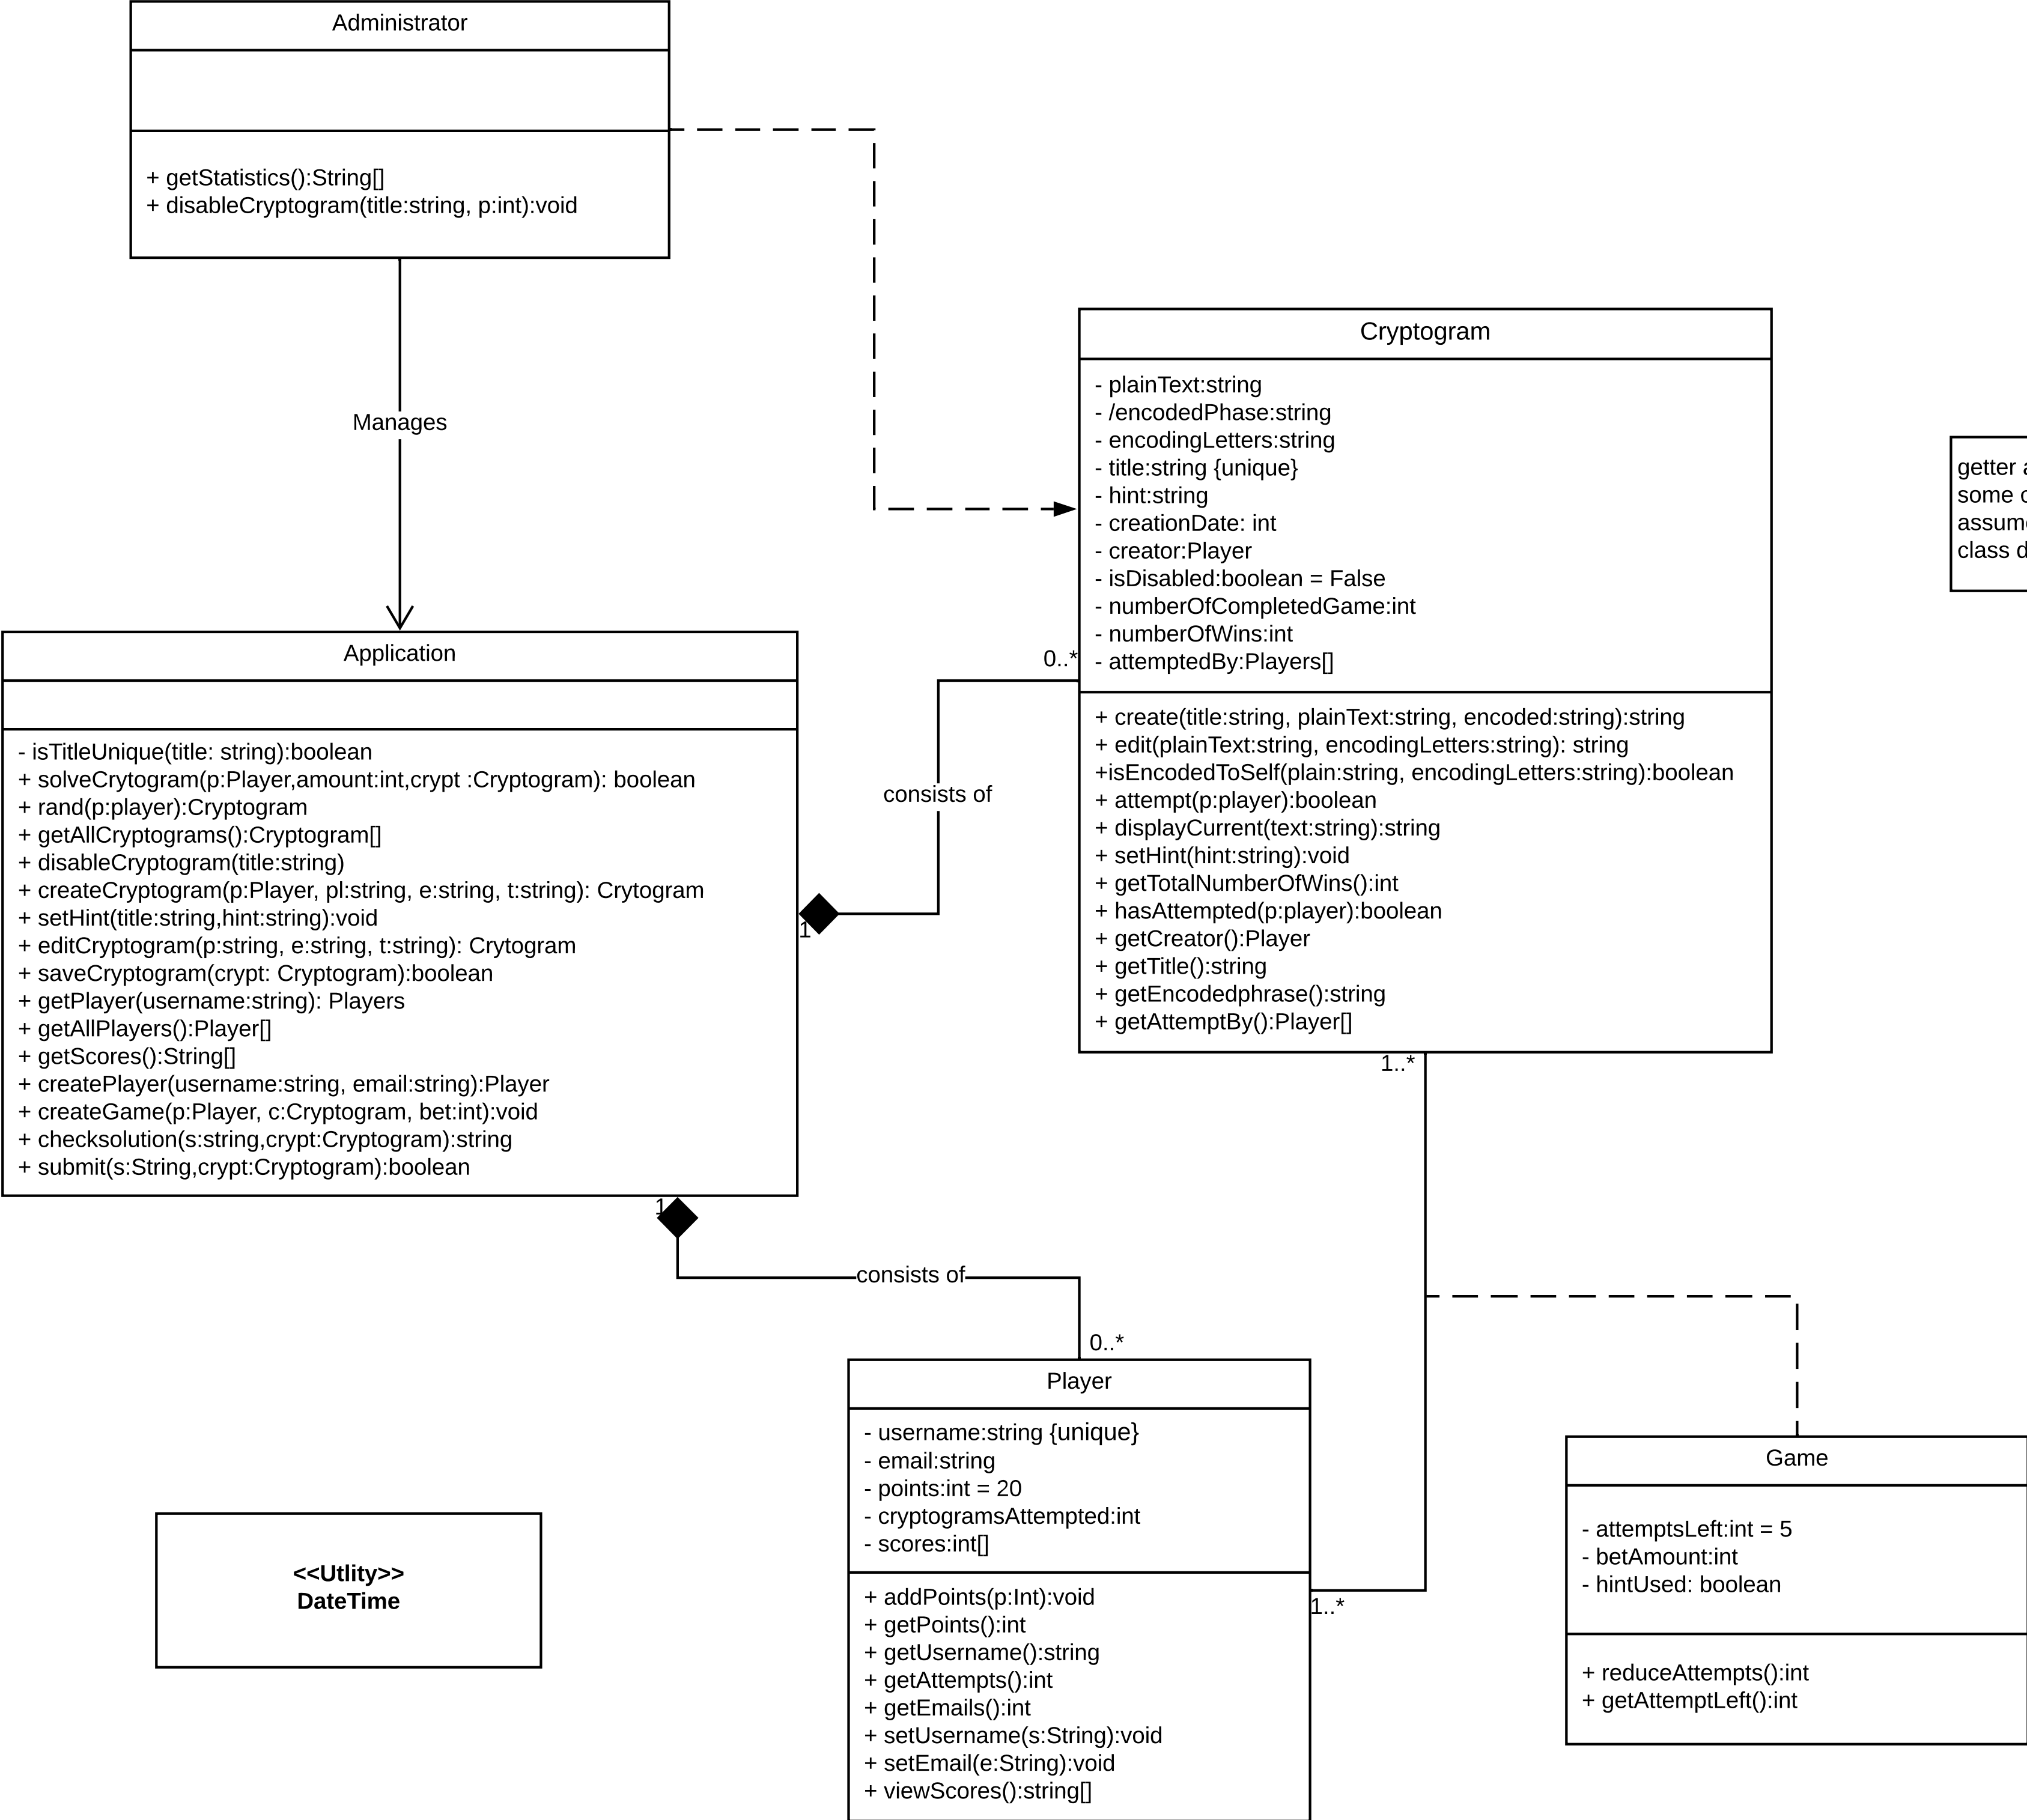 Administrator
+ getStatistics():String[]
+ disableCryptogram(title:string, p:int):void
Manages
Cryptogram
- plainText:string
- /encodedPhase:string
- encodingLetters:string
- title:string {unique}
- hint:string
- creationDate: int
- creator:Player
- isDisabled:boolean = False
- numberOfCompletedGame:int
- numberOfWins:int
- attemptedBy:Players[]
+ create(title:string, plainText:string, encoded:string):string
+ edit(plainText:string, encodingLetters:string): string
+isEncodedToSelf(plain:string, encodingLetters:string):boolean
+ attempt(p:player):boolean
+ displayCurrent(text:string):string
+ setHint(hint:string):void
+ getTotalNumberOfWins():int
+ hasAttempted(p:player):boolean
+ getCreator():Player
+ getTitle():string
+ getEncodedphrase():string
+ getAttemptBy():Player[]
getter
some
class
Application
- isTitleUnique(title: string):boolean
+ solveCrytogram(p:Player,amount:int,crypt :Cryptogram): boolean
+ rand(p:player):Cryptogram
+ getAllCryptograms():Cryptogram[]
+ disableCryptogram(title:string)
+ createCryptogram(p:Player, pl:string, e:string, t:string): Crytogram
+ setHint(title:string,hint:string):void
+ editCryptogram(p:string, e:string, t:string): Crytogram
+ saveCryptogram(crypt: Cryptogram):boolean
+ getPlayer(username:string): Players
+ getAllPlayers():Player[]
+ getScores():String[]
+ createPlayer(username:string, email:string):Player
+ createGame(p:Player, c:Cryptogram, bet:int):void
+ checksolution(s:string,crypt:Cryptogram):string
+ submit(s:String,crypt:Cryptogram):boolean
0..*
consists of
1
1..*
1
consists of
0..*
Player
- username:string {unique}
- email:string
- points:int = 20
- cryptogramsAttempted:int
- scores:int[]
+ addPoints(p:Int):void
+ getPoints():int
+ getUsername():string
+ getAttempts():int
+ getEmails():int
+ setUsername(s:String):void
+ setEmail(e:String):void
+ viewScores():string[]
1..*
Game
- attemptsLeft:int = 5
- betAmount:int
- hintUsed: boolean
+ reduceAttempts():int
+ getAttemptLeft():int
<<Utlity>>
DateTime